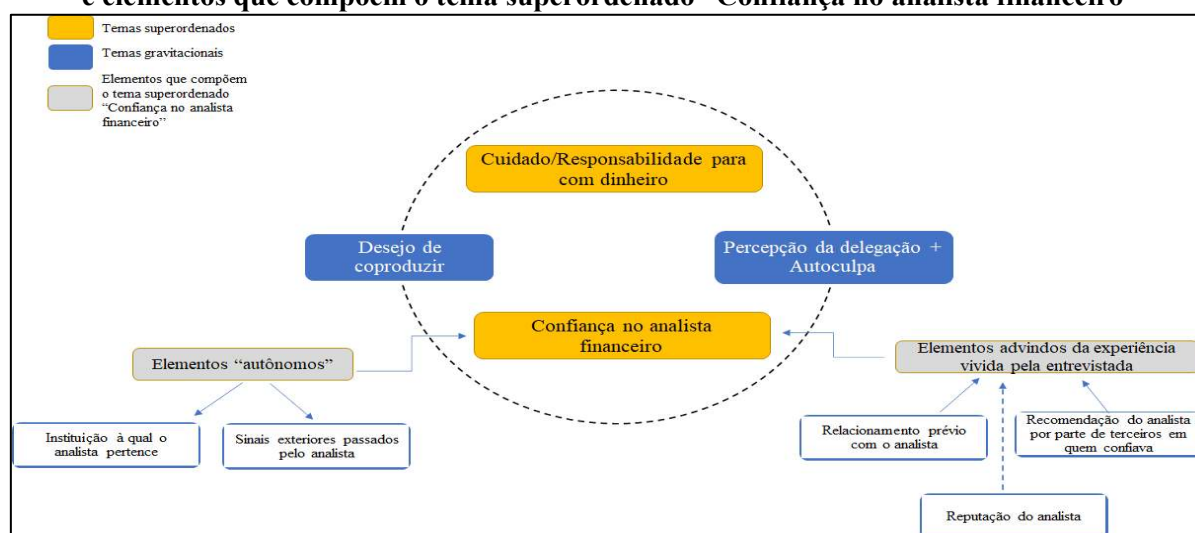 e elementos que compõem o tema superordenado "Confiança no analista financeiro"
Temas superordenados
Temas gravitacionais
Elementos que compõem
o tema superordenado
“Confiança no analista
financeiro”
Cuidado/Responsabilidade para
com dinheiro
Desejo de
coproduzir
Percepção da delegação +
Autoculpa
Confiança no analista
financeiro
Elementos “autônomos”
Elementos advindos da experiência
vivida pela entrevistada
Instituição à qual o
analista pertence
Sinais exteriores passados
pelo analista
Relacionamento prévio
com o analista
Recomendação do analista
por parte de terceiros em
quem confiava
Reputação do analista